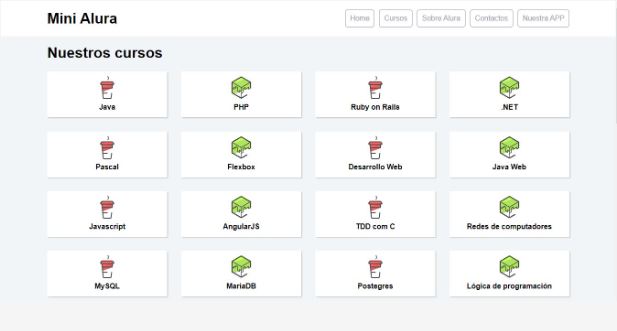 Mini Alura
Home Cursos Sobre Alura Contactos Nuestra APP
Nuestros cursos
Java PHP Ruby on Rails .NET
Pascal Flexbox Desarrollo Web Java Web
Javascript AngularJS TDD com C Redes de computadores
MySQL MariaDB Postegres Lógica de programación